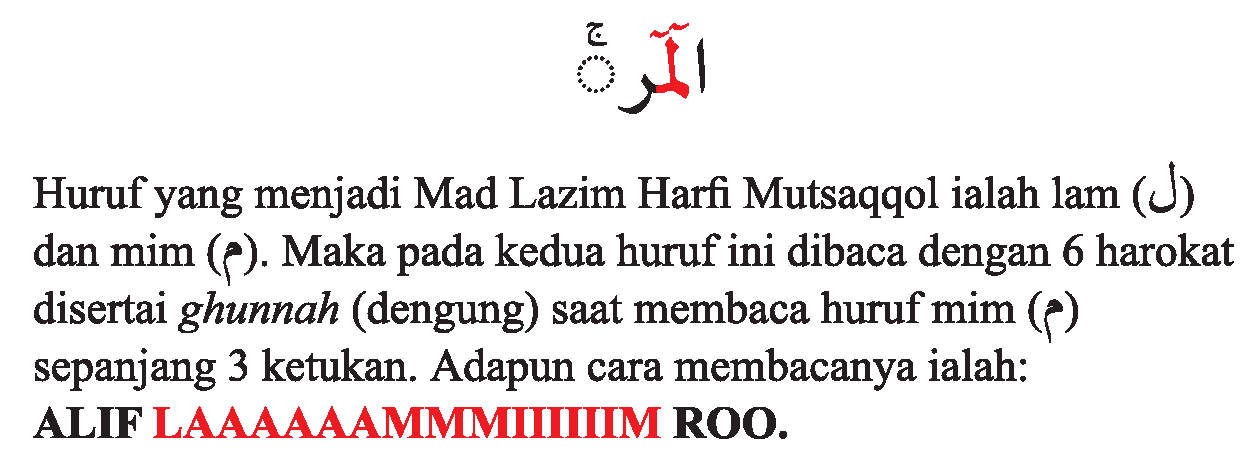 الٓمٓر ۚ
Huruf yang menjadi Mad Lazim Harfi Mutsaqqol ialah lam (ل)
dan mim (م). Maka pada kedua huruf ini dibaca dengan 6 harokat
disertai ghunnah (dengung) saat membaca huruf mim (م)
sepanjang 3 ketukan. Adapun cara membacanya ialah:
ALIF LAAAAAAMMMIIIIIIM ROO.